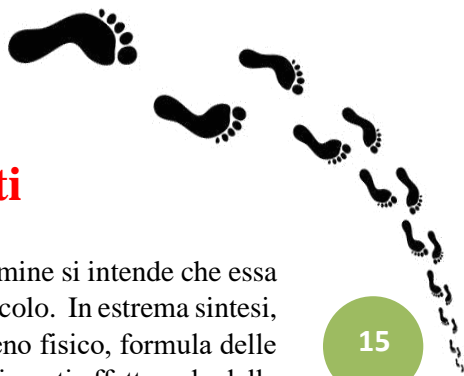 ti
mine si intende che essa
colo. In estrema sintesi,
eno fisico, formula delle
15